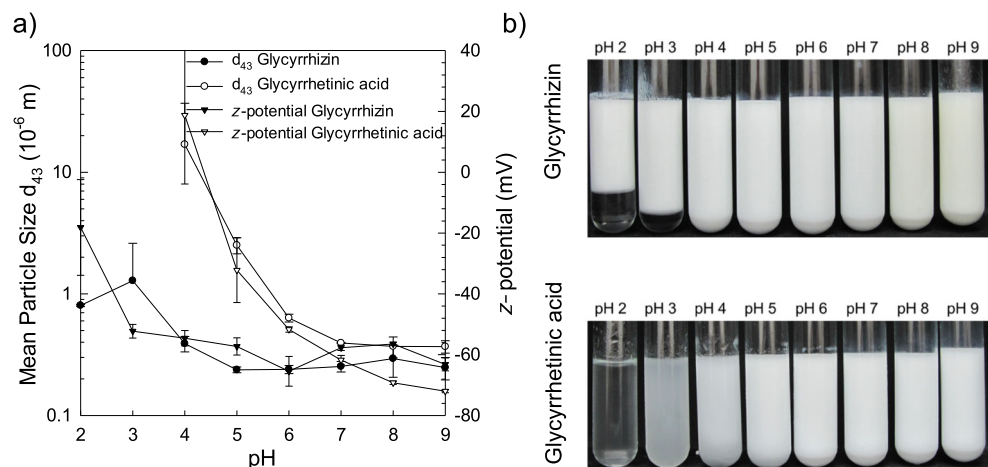 a)
100
10
1
0.1
Mean Particle Size d43 (10-6 m)
d43 Glycyrrhizin
d43 Glycyrrhetinic acid
z-potential Glycyrrhizin
z-potential Glycyrrhetinic acid
40
20
0
-20
-40
-60
-80
z-potential (mV)
2 3 4 5 6 7 8 9
pH
b)
Glycyrrhizin
pH 2 pH 3 pH 4 pH 5 pH 6 pH 7 pH 8 pH 9
Glycyrrhetinic acid
pH 2 pH 3 pH 4 pH 5 pH 6 pH 7 pH 8 pH 9